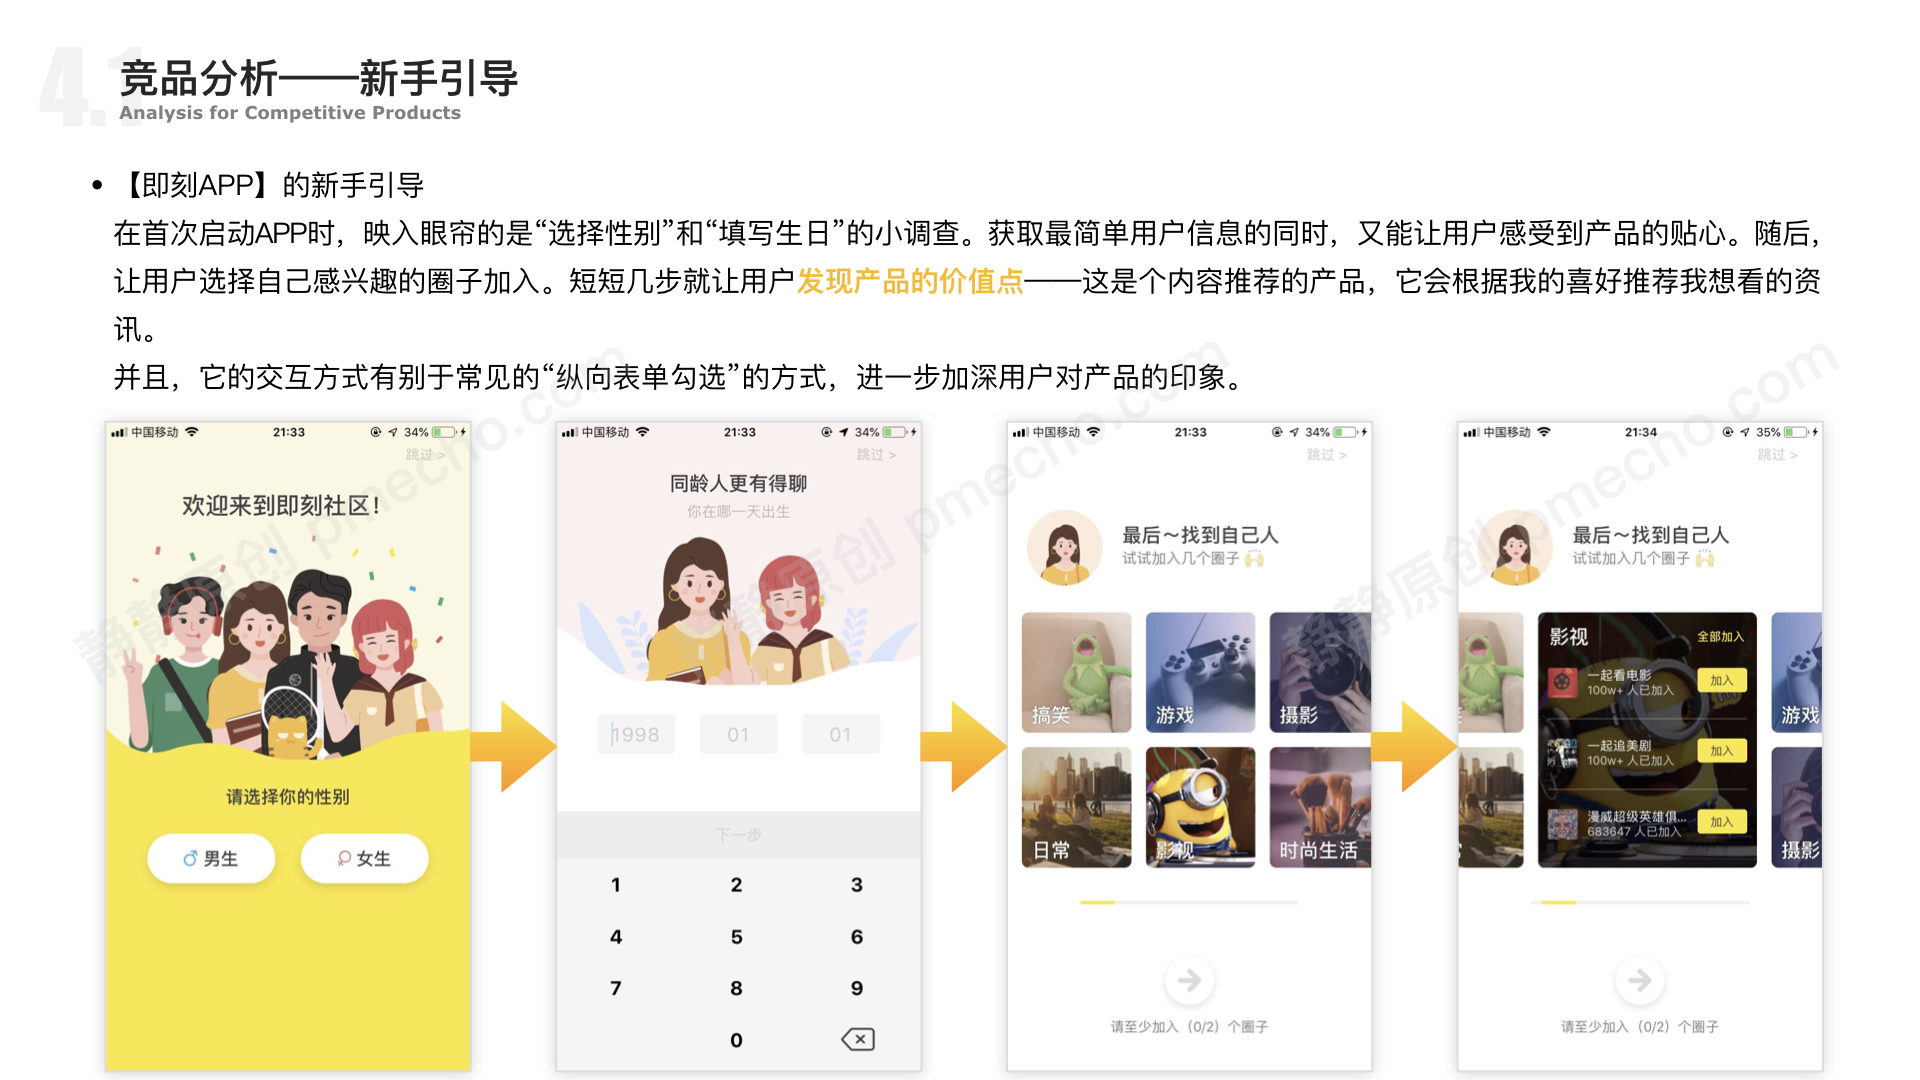 4.1
竞品分析——新手引导
Analysis for Competitive Products
• 【即刻APP】的新手引导
在首次启动APP时，映入眼帘的是“选择性别”和“填写生日”的小调查。获取最简单用户信息的同时，又能让用户感受到产品的贴心。随后，
让用户选择自己感兴趣的圈子加入。短短几步就让用户发现产品的价值点——这是个内容推荐的产品，它会根据我的喜好推荐我想看的资
讯。
并且，它的交互方式有别于常见的“纵向表单勾选”的方式，进一步加深用户对产品的印象。
中国移动 21:33 34%
跳过 >
欢迎来到即刻社区！
请选择你的性别
男生 女生
中国移动 21:33 34%
跳过 >
同龄人更有得聊
你在哪一天出生
1998 01 01
下一步
1 2 3
4 5 6
7 8 9
0
中国移动 21:33 34%
跳过 >
最后～找到自己人
试试加入几个圈子 🙌
搞笑 游戏 摄影
日常 影视 时尚生活
请至少加入（0/2）个圈子
中国移动 21:34 35%
跳过 >
最后～找到自己人
试试加入几个圈子 🙌
影视 全部加入
一起看电影
100w+ 人已加入
加入
一起追美剧
100w+ 人已加入
加入
漫威超级英雄俱...
683647 人已加入
加入
游戏
摄影
请至少加入（0/2）个圈子
静静原创 pmecho.com
静静原创 pmecho.com
静静原创 pmecho.com